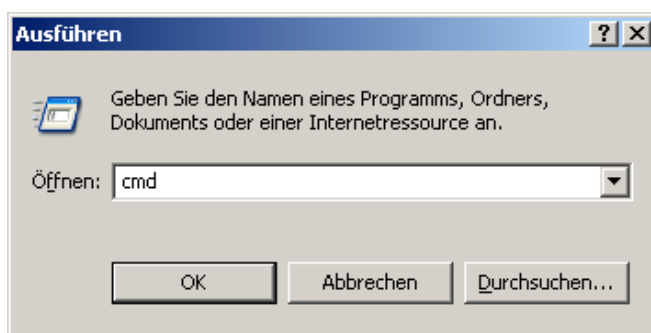 Ausführen
Geben Sie den Namen eines Programms, Ordners,
Dokuments oder einer Internetressource an.
Öffnen: cmd
OK Abbrechen Durchsuchen...